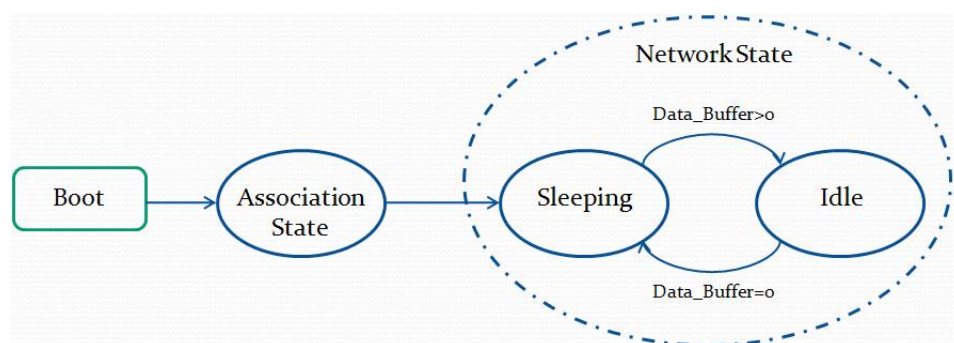 Network State
Data_Buffer>0
Boot
Association
State
Sleeping
Idle
Data_Buffer=0